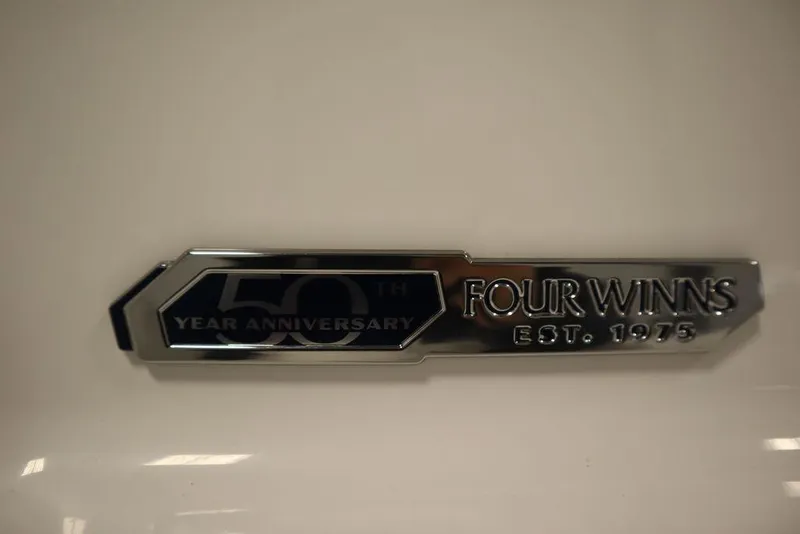 50TH
YEAR ANNIVERSARY
FOUR WINNS
EST. 1975